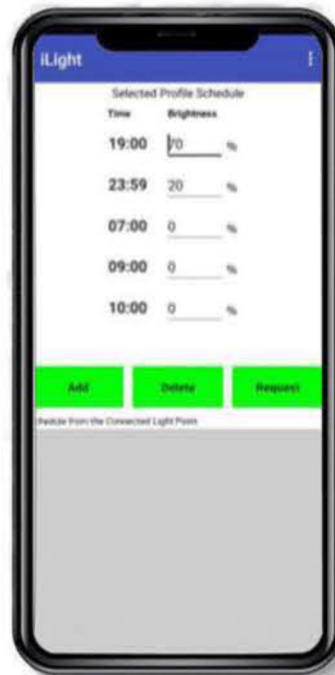 iLight
Selected Profile Schedule
Time Brightness
19:00 70 %
23:59 20 %
07:00 0 %
09:00 0 %
10:00 0 %
Add Delete Request
hedule from the Connected Light Point